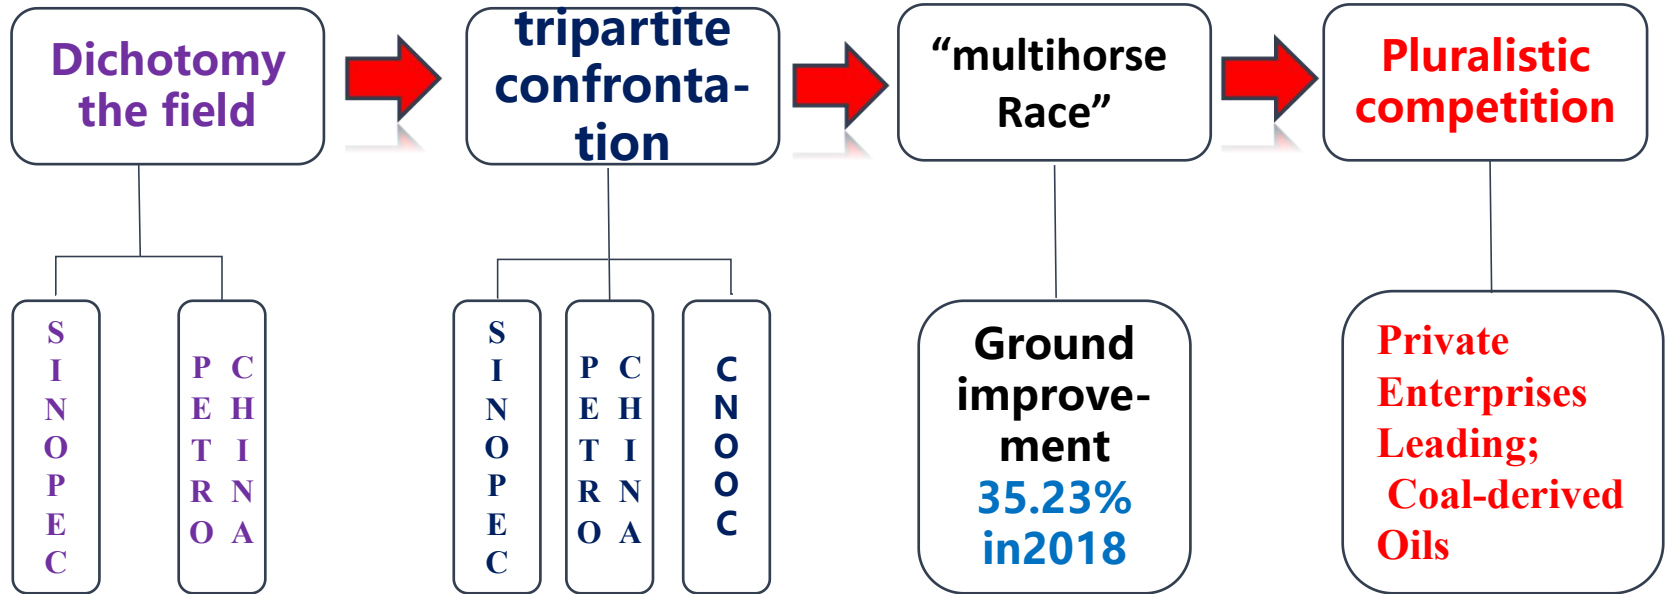 Dichotomy
the field
tripartite
confronta-
tion
“multihorse
Race”
Pluralistic
competition
SINOPEC
PETRO
CHINA
SINOPEC
PETRO
CHINA
CNOOC
Ground
improve-
ment
35.23%
in2018
Private
Enterprises
Leading;
Coal-derived
Oils